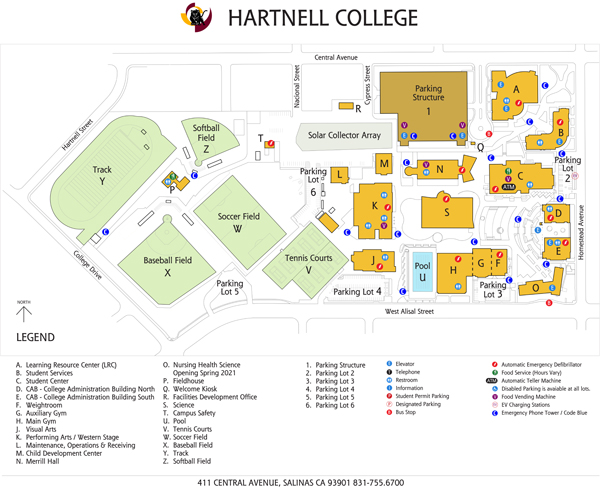 HARTNELL COLLEGE
Central Avenue
Nacional Street
Cypress Street
Hartnell Street
Homestead Avenue
College Drive
West Alisal Street
Parking
Structure
1
A
B
Softball
Field
Z
R
T
Solar Collector Array
Q
Parking
Lot
2
Track
Y
P
Parking
Lot
6
L
M
N
C
ATM
K
S
D
E
Soccer Field
W
Baseball Field
X
Tennis Courts
V
J
Pool
U
H
G
F
O
Parking
Lot 5
Parking Lot 4
Parking
Lot 3
NORTH
LEGEND
A. Learning Resource Center (LRC)
B. Student Services
C. Student Center
D. CAB - College Administration Building North
E. CAB - College Administration Building South
F. Weightroom
G. Auxiliary Gym
H. Main Gym
J. Visual Arts
K. Performing Arts / Western Stage
L. Maintenance, Operations & Receiving
M. Child Development Center
N. Merrill Hall
O. Nursing Health Science
Opening Spring 2021
P. Fieldhouse
Q. Welcome Kiosk
R. Facilities Development Office
S. Science
T. Campus Safety
U. Pool
V. Tennis Courts
W. Soccer Field
X. Baseball Field
Y. Track
Z. Softball Field
1. Parking Structure
2. Parking Lot 2
3. Parking Lot 3
4. Parking Lot 4
5. Parking Lot 5
6. Parking Lot 6
Elevator
Telephone
Restroom
Information
Student Permit Parking
Designated Parking
Bus Stop
Automatic Emergency Defibrillator
Food Service (Hours Vary)
ATM Automatic Teller Machine
Disabled Parking is avaiable at all lots.
Food Vending Machine
EV Charging Stations
Emergency Phone Tower / Code Blue
411 CENTRAL AVENUE, SALINAS CA 93901 831-755.6700